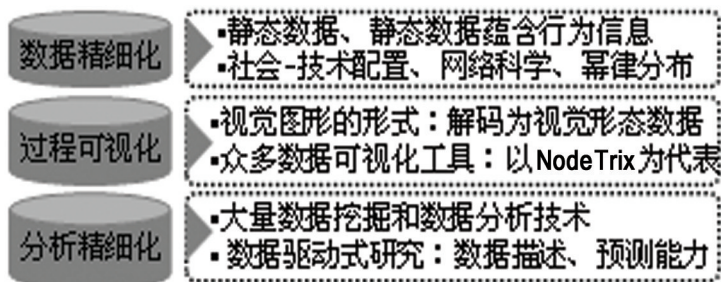 数据精细化
▪静态数据、静态数据蕴含行为信息
▪社会-技术配置、网络科学、幂律分布
过程可视化
▪视觉图形的形式：解码为视觉形态数据
▪众多数据可视化工具：以NodeTrix为代表
分析精细化
▪大量数据挖掘和数据分析技术
▪数据驱动式研究：数据描述、预测能力